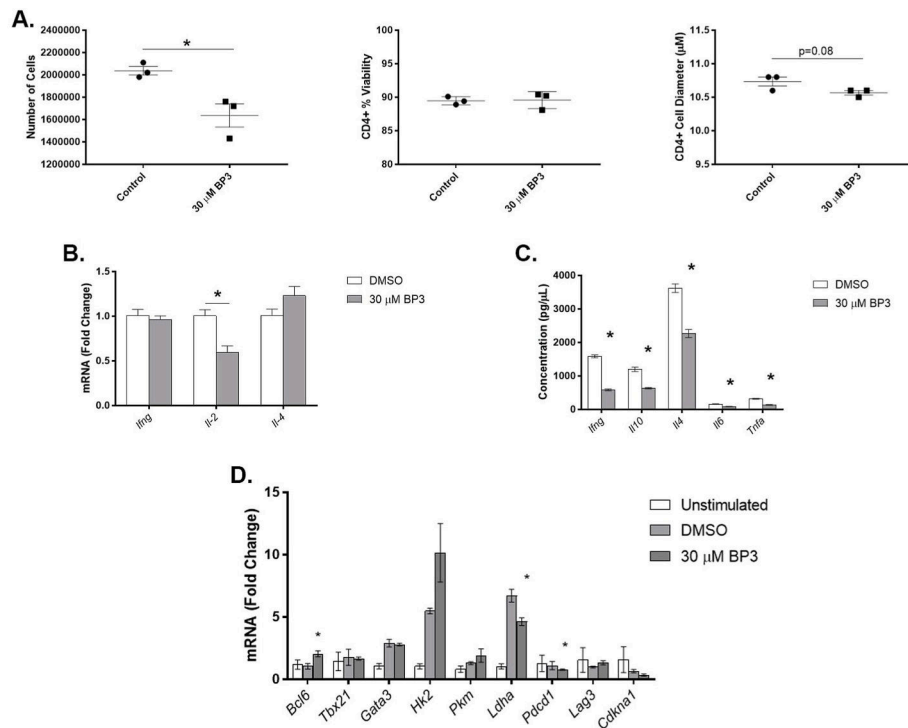 A.
Number of Cells
2400000
2200000
2000000
1800000
1600000
1400000
1200000
1000000
*
Control
30 μM BP3
CD4+ % Viability
100
95
90
85
80
Control
30 μM BP3
CD4+ Cell Diameter (μM)
12.0
11.5
11.0
10.5
10.0
9.5
p=0.08
Control
30 μM BP3
B.
mRNA (Fold Change)
1.5
1.0
0.5
0.0
*
Ifng
Il-2
Il-4
DMSO
30 μM BP3
C.
Concentration (pg/μL)
4000
3000
2000
1000
0
*
*
*
*
*
Ifng
Il10
Il4
Il6
Tnfa
DMSO
30 μM BP3
D.
mRNA (Fold Change)
15
10
5
0
*
*
*
Bcl6
Tbx21
Gata3
Hk2
Pkm
Ldha
Pdcd1
Lag3
Cdkna1
Unstimulated
DMSO
30 μM BP3